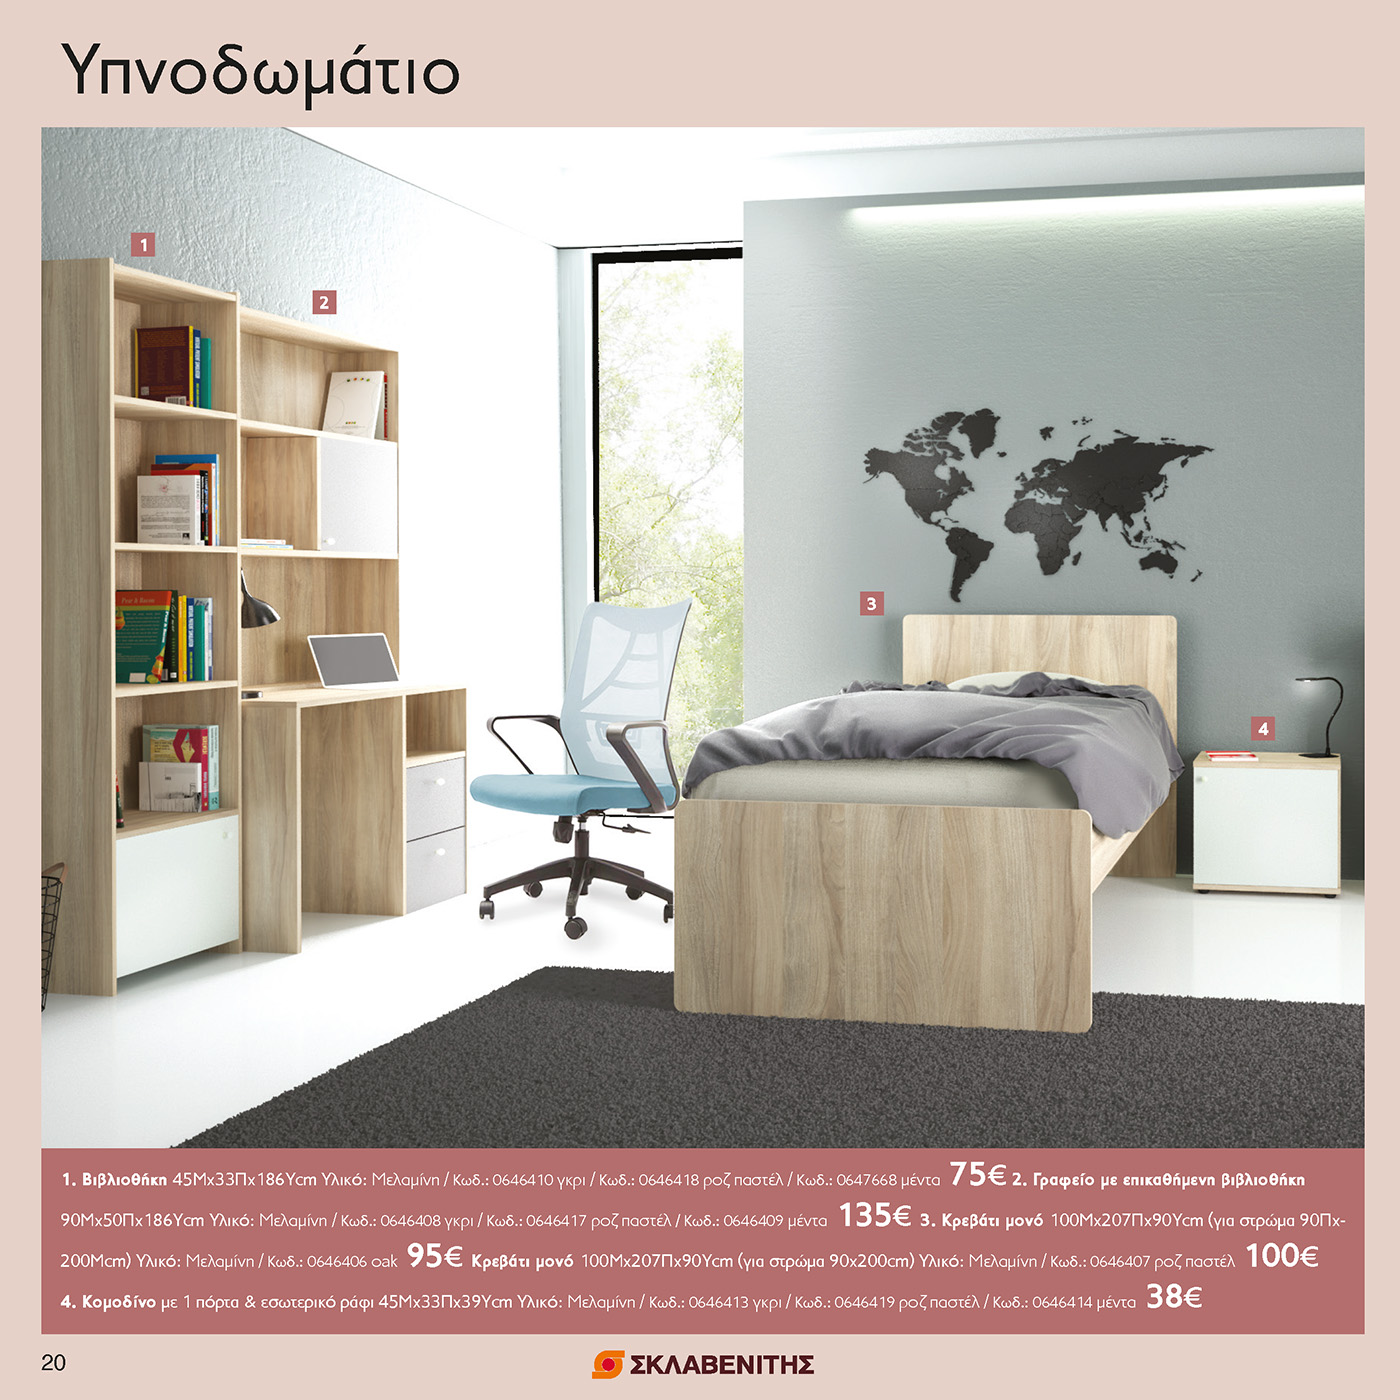 Υπνοδωμάτιο
1
2
3
4
1. Βιβλιοθήκη 45Μx33Πx186Υcm Υλικό: Μελαμίνη / Κωδ.: 0646410 γκρι / Κωδ.: 0646418 ροζ παστέλ / Κωδ.: 0647668 μέντα 75€ 2. Γραφείο με επικαθήμενη βιβλιοθήκη
90Μx50Πx186Υcm Υλικό: Μελαμίνη / Κωδ.: 0646408 γκρι / Κωδ.: 0646417 ροζ παστέλ / Κωδ.: 0646409 μέντα 135€ 3. Κρεβάτι μονό 100Μx207Πx90Υcm (για στρώμα 90Πx-
200Μcm) Υλικό: Μελαμίνη / Κωδ.: 0646406 oak 95€ Κρεβάτι μονό 100Μx207Πx90Υcm (για στρώμα 90x200cm) Υλικό: Μελαμίνη / Κωδ.: 0646407 ροζ παστέλ 100€
4. Κομοδίνο με 1 πόρτα & εσωτερικό ράφι 45Μx33Πx39Υcm Υλικό: Μελαμίνη / Κωδ.: 0646413 γκρι / Κωδ.: 0646419 ροζ παστέλ / Κωδ.: 0646414 μέντα 38€
20
ΣΚΛΑΒΕΝΙΤΗΣ